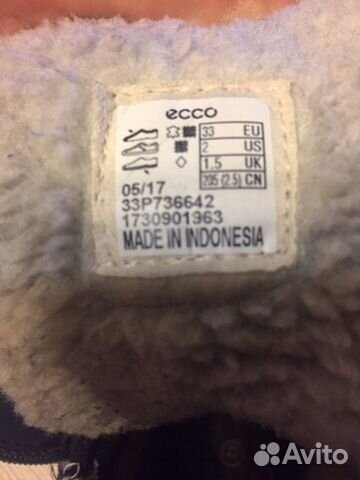 ecco
33 EU
2 US
1.5 UK
205 (2.5) CN
05/17
33P736642
1730901963
MADE IN INDONESIA
Avito